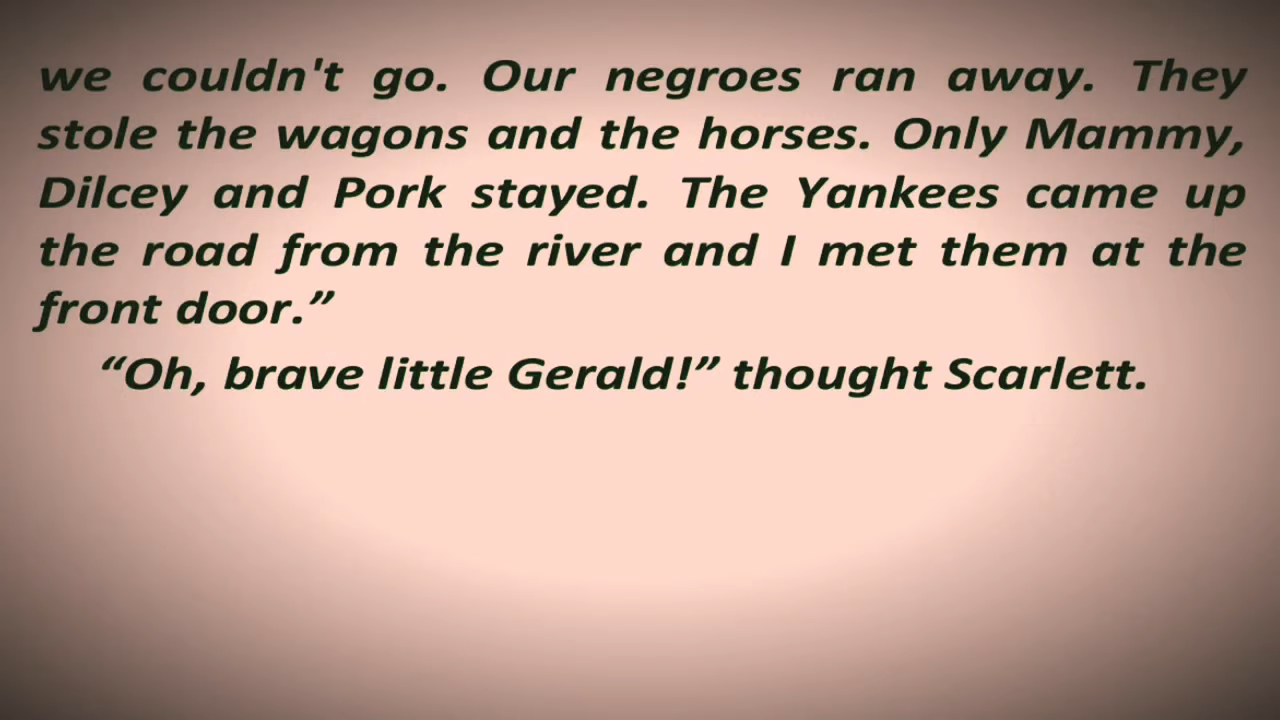 we couldn't go. Our negroes ran away. They
stole the wagons and the horses. Only Mammy,
Dilcey and Pork stayed. The Yankees came up
the road from the river and I met them at the
front door.”
“Oh, brave little Gerald!” thought Scarlett.